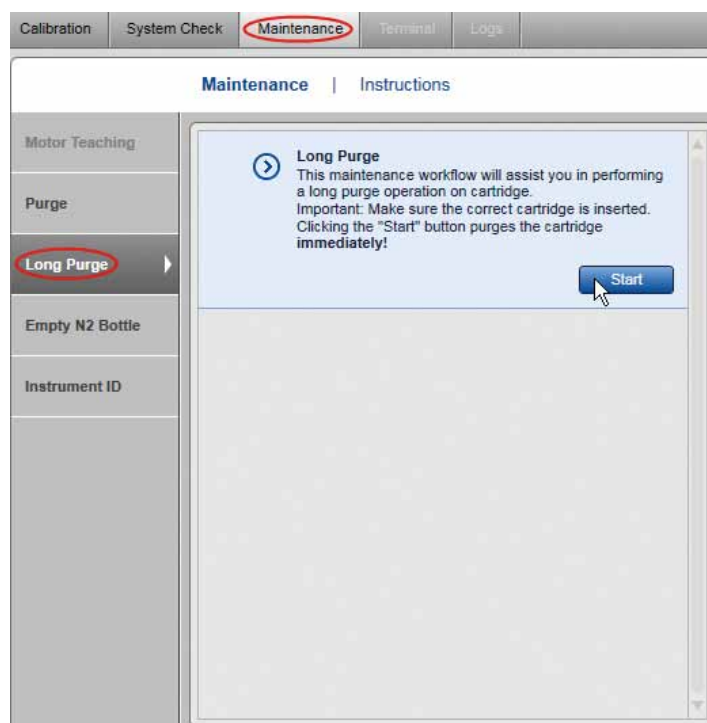 Calibration System Check Maintenance Terminal Logs
Maintenance | Instructions
Motor Teaching
Purge
Long Purge
Empty N2 Bottle
Instrument ID
Long Purge
This maintenance workflow will assist you in performing
a long purge operation on cartridge.
Important: Make sure the correct cartridge is inserted.
Clicking the "Start" button purges the cartridge
immediately!
Start